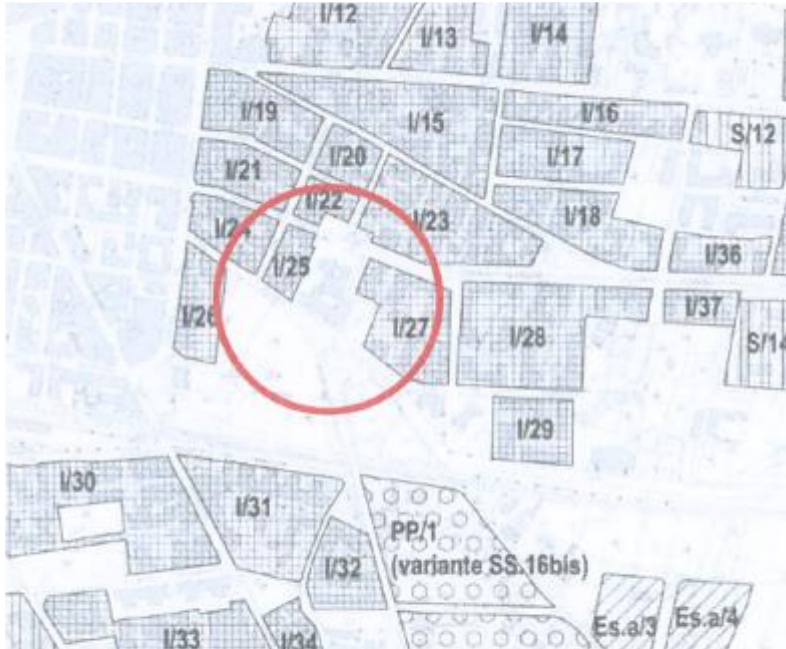 I/12
I/13
I/14
I/19
I/15
I/16
S/12
I/20
I/17
I/21
I/22
I/23
I/18
I/24
I/25
I/36
I/26
I/27
I/28
I/37
S/14
I/29
I/30
I/31
PP/1
(variante SS.16bis)
I/32
Es.a/3
Es.a/4
I/33
I/34